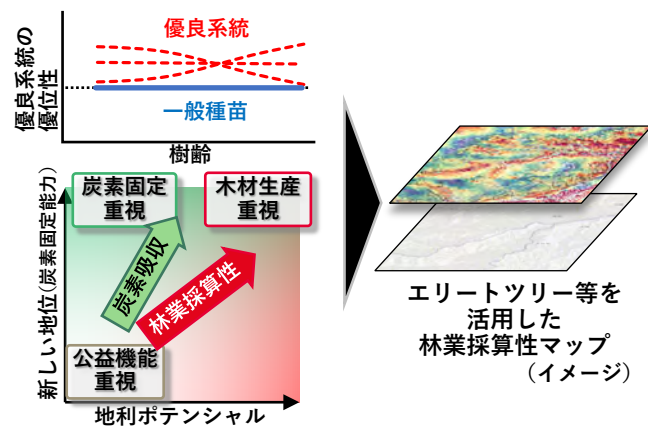 優良系統の
優位性
優良系統
一般種苗
樹齢
新しい地位(炭素固定能力)
炭素固定
重視
木材生産
重視
炭素吸収
林業採算性
公益機能
重視
地利ポテンシャル
エリートツリー等を
活用した
林業採算性マップ
（イメージ）